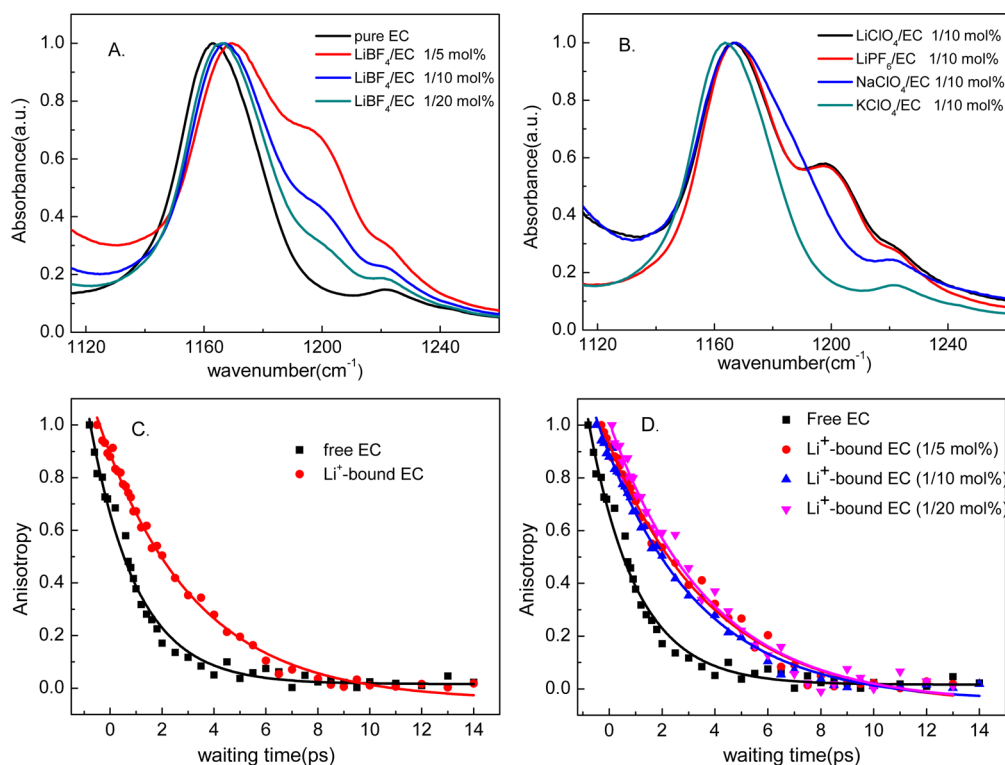 A.
pure EC
LiBF4/EC 1/5 mol%
LiBF4/EC 1/10 mol%
LiBF4/EC 1/20 mol%
Absorbance(a.u.)
1.0
0.8
0.6
0.4
0.2
0.0
1120 1160 1200 1240
wavenumber(cm-1)
B.
LiClO4/EC 1/10 mol%
LiPF6/EC 1/10 mol%
NaClO4/EC 1/10 mol%
KClO4/EC 1/10 mol%
Absorbance(a.u.)
1.0
0.8
0.6
0.4
0.2
0.0
1120 1160 1200 1240
wavenumber(cm-1)
C.
free EC
Li+-bound EC
Anisotropy
1.0
0.8
0.6
0.4
0.2
0.0
0 2 4 6 8 10 12 14
waiting time(ps)
D.
Free EC
Li+-bound EC (1/5 mol%)
Li+-bound EC (1/10 mol%)
Li+-bound EC (1/20 mol%)
Anisotropy
1.0
0.8
0.6
0.4
0.2
0.0
0 2 4 6 8 10 12 14
waiting time(ps)